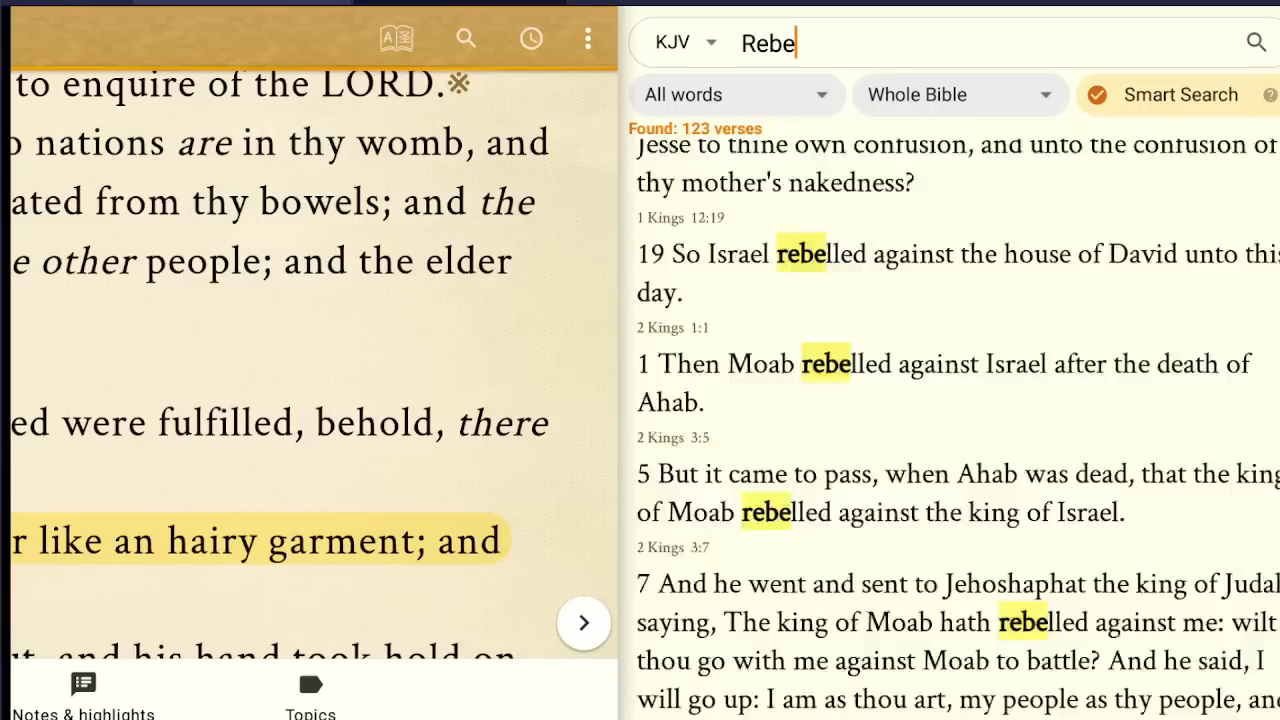 to enquire of the LORD.※
nations are in thy womb, and
ated from thy bowels; and the
e other people; and the elder
ed were fulfilled, behold, there
r like an hairy garment; and
and his hand took hold on
Notes & highlights
Topics
KJV Rebe
All words Whole Bible Smart Search
Found: 123 verses
Jesse to thine own confusion, and unto the confusion of
thy mother's nakedness?
1 Kings 12:19
19 So Israel rebelled against the house of David unto this
day.
2 Kings 1:1
1 Then Moab rebelled against Israel after the death of
Ahab.
2 Kings 3:5
5 But it came to pass, when Ahab was dead, that the king
of Moab rebelled against the king of Israel.
2 Kings 3:7
7 And he went and sent to Jehoshaphat the king of Judah
saying, The king of Moab hath rebelled against me: wilt
thou go with me against Moab to battle? And he said, I
will go up: I am as thou art, my people as thy people, and